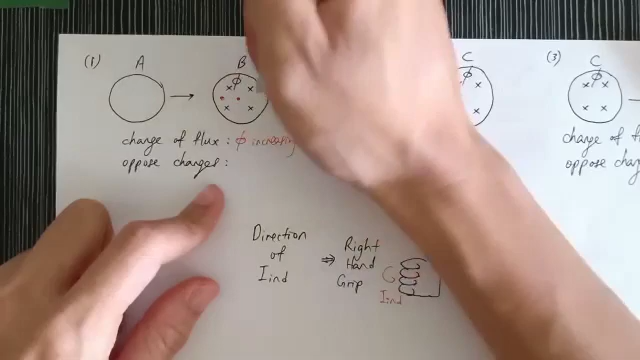 (1) A B
ϕ
C
ϕ
(3) C
ϕ
change of flux : ϕ increasing
oppose changes :
change of fl
oppose chang
Direction
of
Iind
⇒ Right
Hand
Grip
Iind